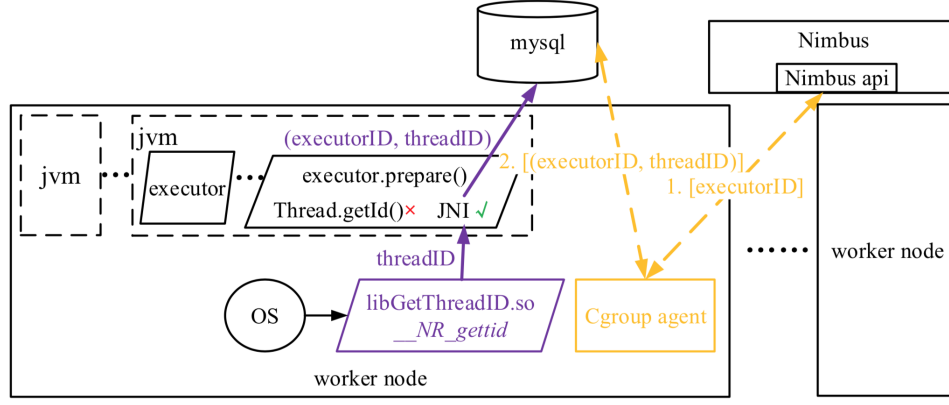 mysql
Nimbus
Nimbus api
jvm
jvm
(executorID, threadID)
executor
executor.prepare()
Thread.getId()× JNI √
2. [(executorID, threadID)]
1. [executorID]
threadID
worker node
OS
libGetThreadID.so
__NR_gettid
Cgroup agent
worker node